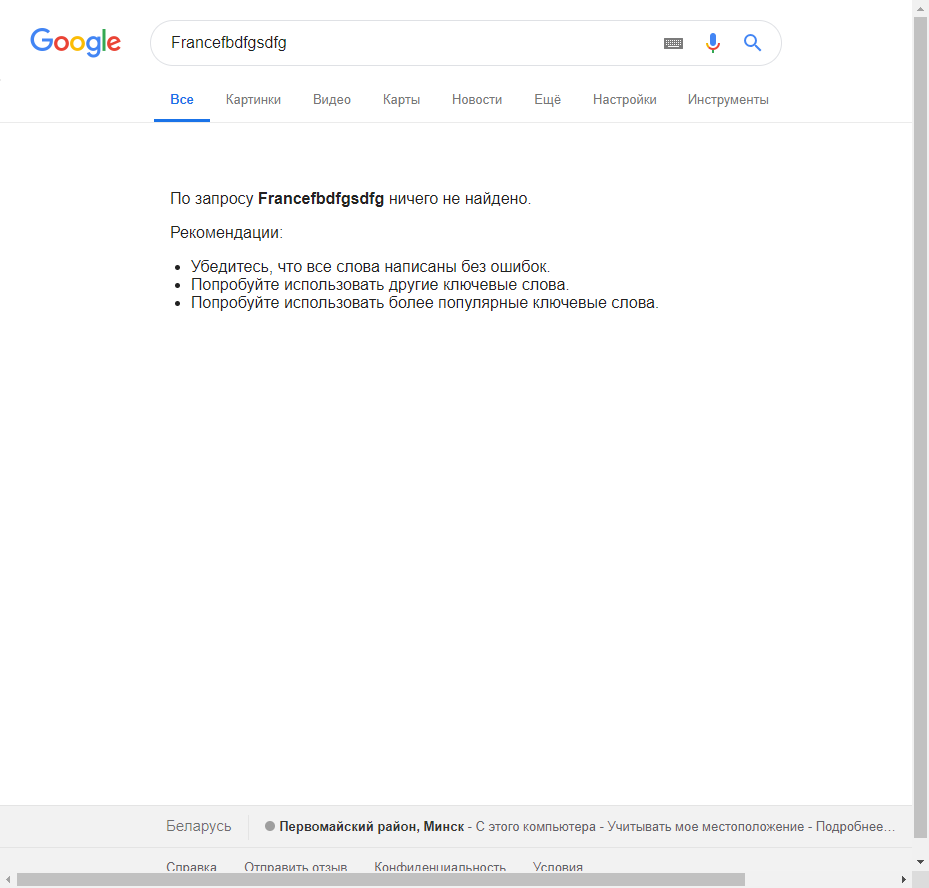 Google
Francefbdfgsdfg
Все Картинки Видео Карты Новости Ещё Настройки Инструменты
По запросу Francefbdfgsdfg ничего не найдено.
Рекомендации:
• Убедитесь, что все слова написаны без ошибок.
• Попробуйте использовать другие ключевые слова.
• Попробуйте использовать более популярные ключевые слова.
Беларусь Первомайский район, Минск - С этого компьютера - Учитывать мое местоположение - Подробнее…
Справка Отправить отзыв Конфиденциальность Условия